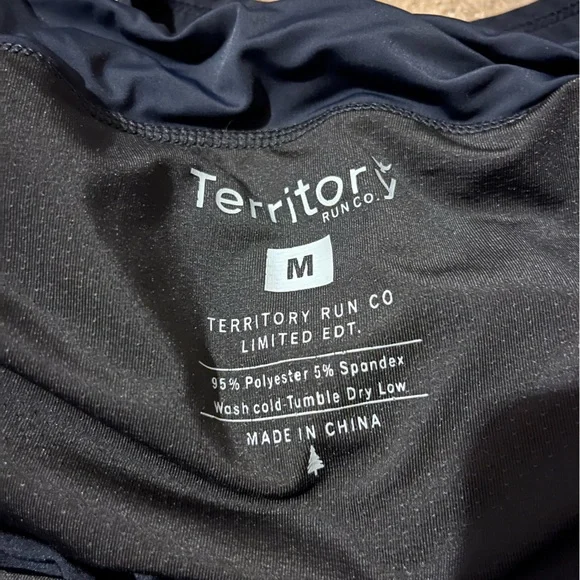 Territory
RUN CO.
M
TERRITORY RUN CO
LIMITED EDT.
95% Polyester 5% Spandex
Wash cold-Tumble Dry Low
MADE IN CHINA